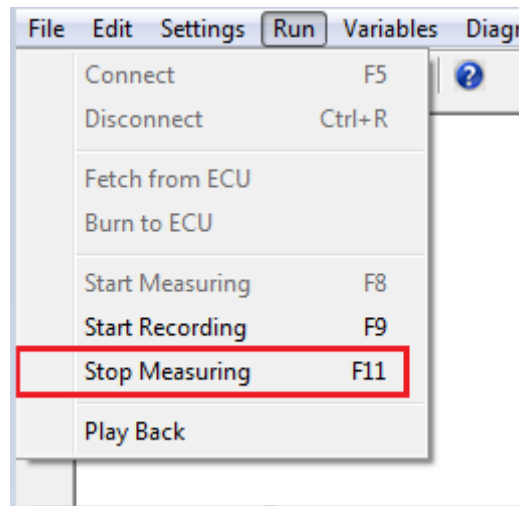 File Edit Settings Run Variables
Connect F5
Disconnect Ctrl+R
Fetch from ECU
Burn to ECU
Start Measuring F8
Start Recording F9
Stop Measuring F11
Play Back